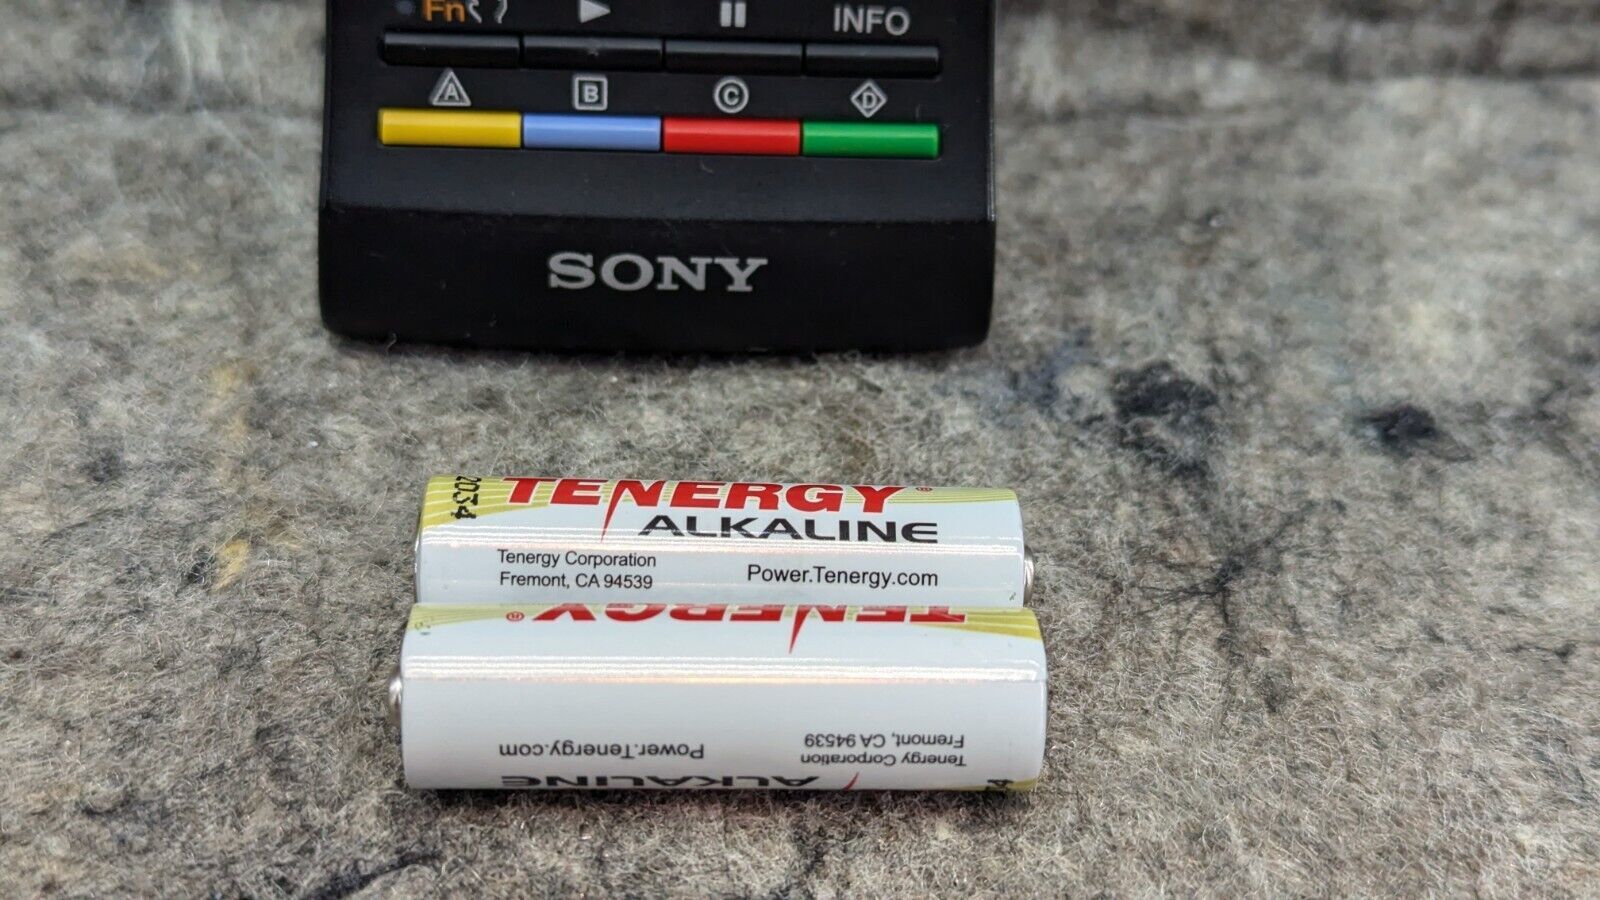 Fn
INFO
A B C D
SONY
2034
TENERGY®
ALKALINE
Tenergy Corporation
Fremont, CA 94539
Power.Tenergy.com
TENERGY®
Tenergy Corporation
Fremont, CA 94539
Power.Tenergy.com
ALKALINE
4